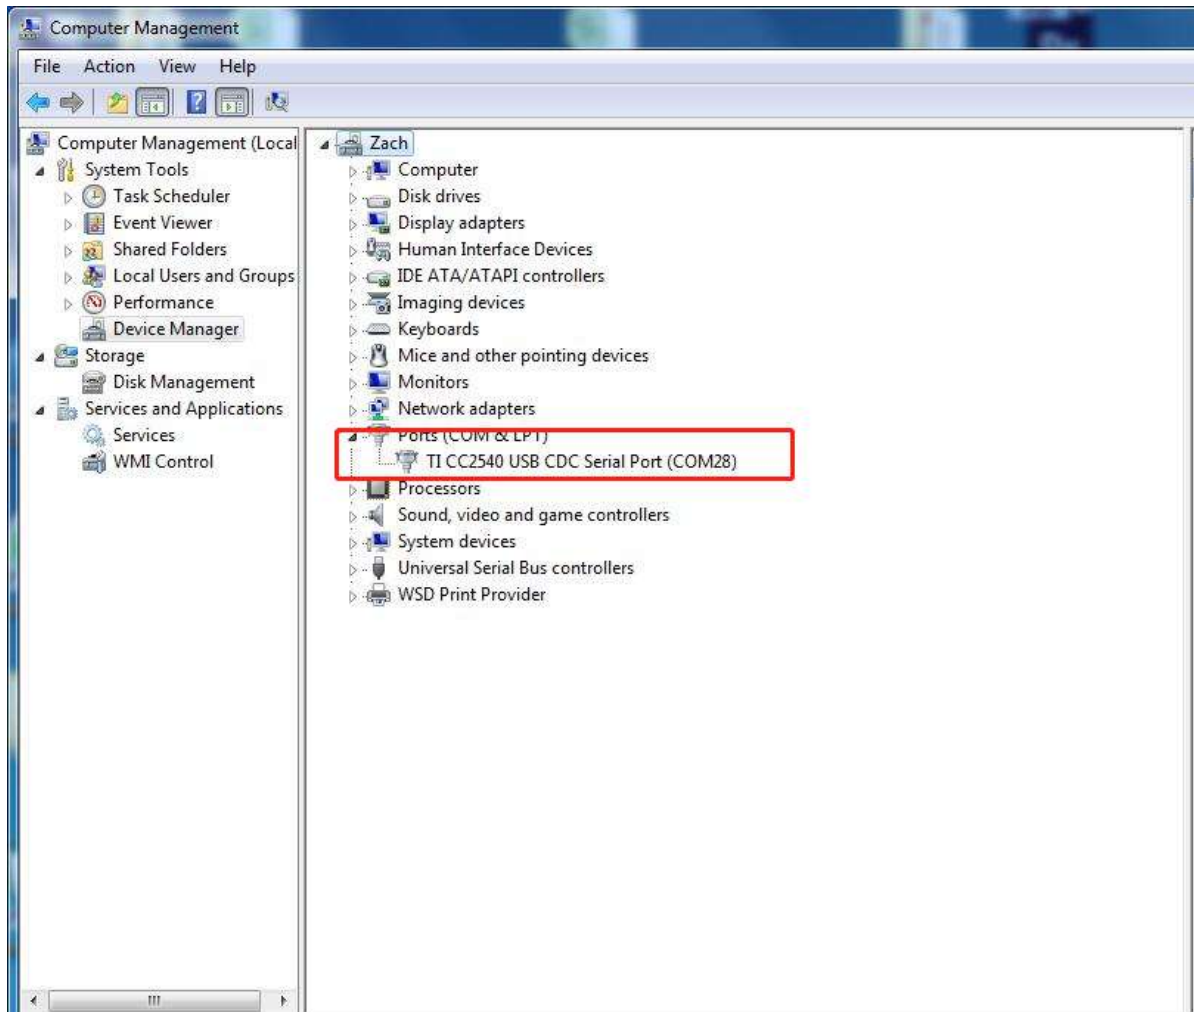 Computer Management
File Action View Help
Computer Management (Local
System Tools
Task Scheduler
Event Viewer
Shared Folders
Local Users and Groups
Performance
Device Manager
Storage
Disk Management
Services and Applications
Services
WMI Control
Zach
Computer
Disk drives
Display adapters
Human Interface Devices
IDE ATA/ATAPI controllers
Imaging devices
Keyboards
Mice and other pointing devices
Monitors
Network adapters
Ports (COM & LPT)
TI CC2540 USB CDC Serial Port (COM28)
Processors
Sound, video and game controllers
System devices
Universal Serial Bus controllers
WSD Print Provider